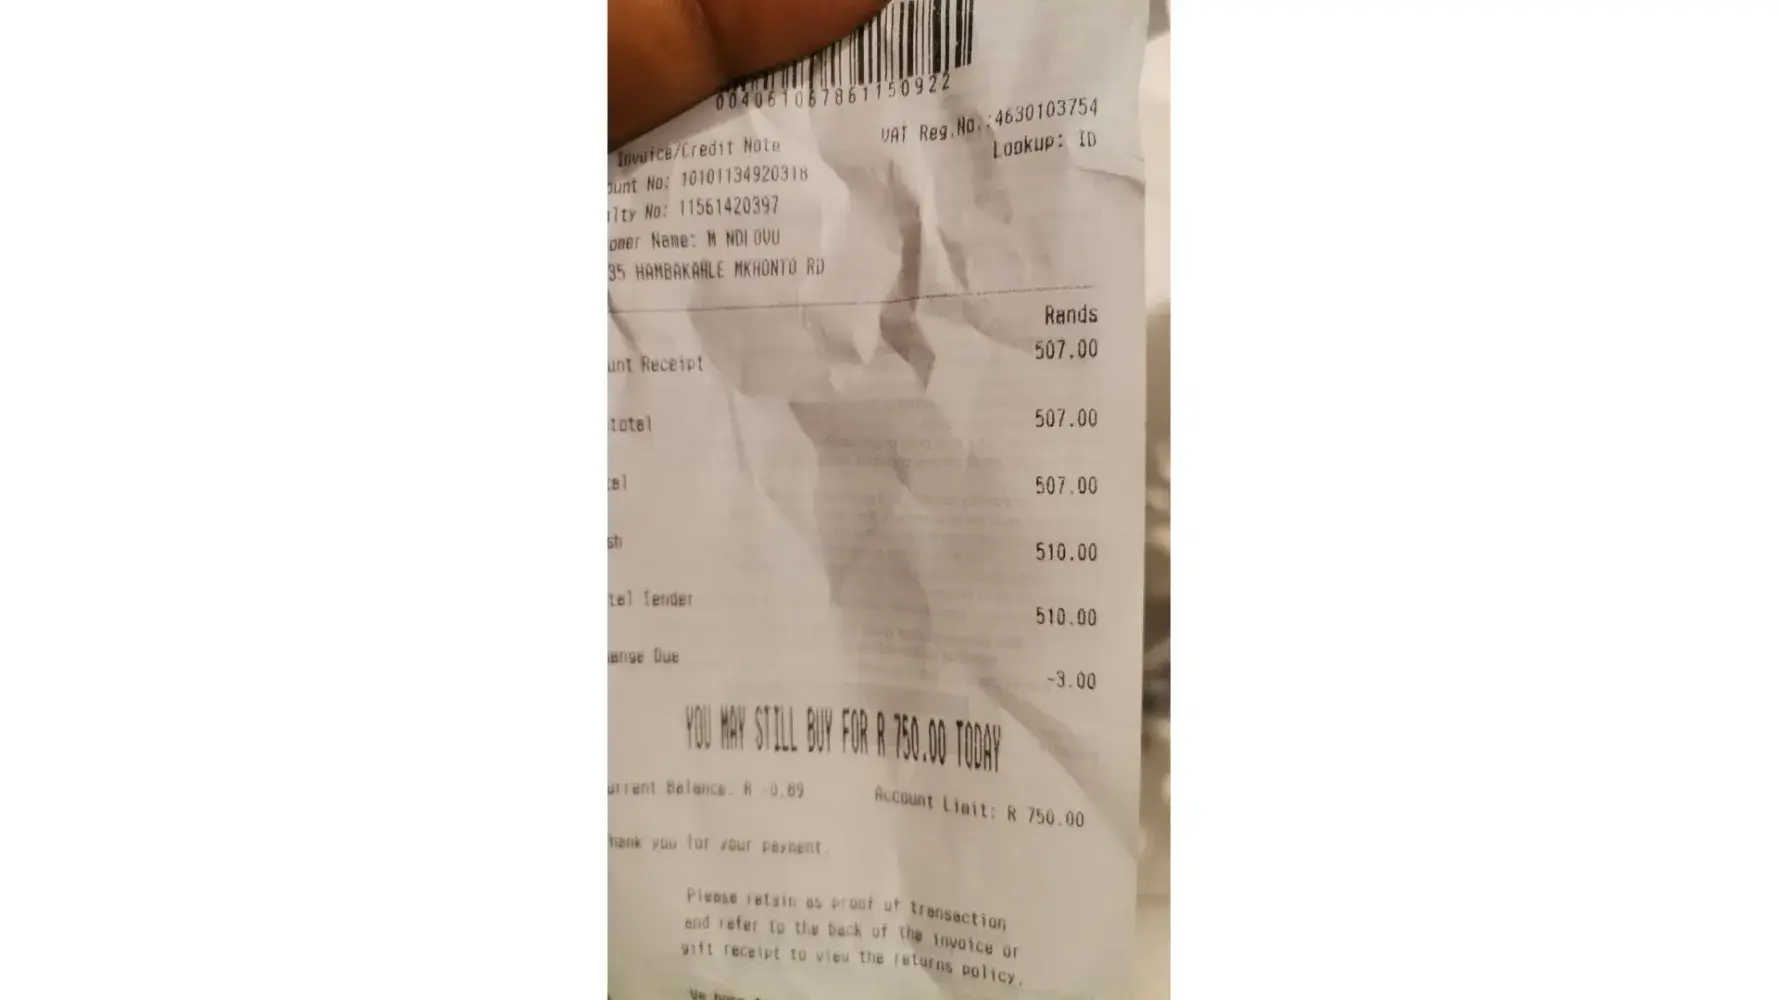 004061067861150922
VAT Reg.No.:4630103754
Lookup: ID
Invoice/Credit Note
ount No: 10101134920318
lty No: 11561420397
omer Name: M NDLOVU
35 HAMBAKAHLE MKHONTO RD
Rands
unt Receipt 507.00
total 507.00
al 507.00
sh 510.00
tal Tender 510.00
ange Due -3.00
YOU MAY STILL BUY FOR R 750.00 TODAY
urrent Balance: R -0.89 Account Limit: R 750.00
hank you for your payment.
Please retain as proof of transaction
and refer to the back of the invoice or
gift receipt to view the returns policy.
We hope